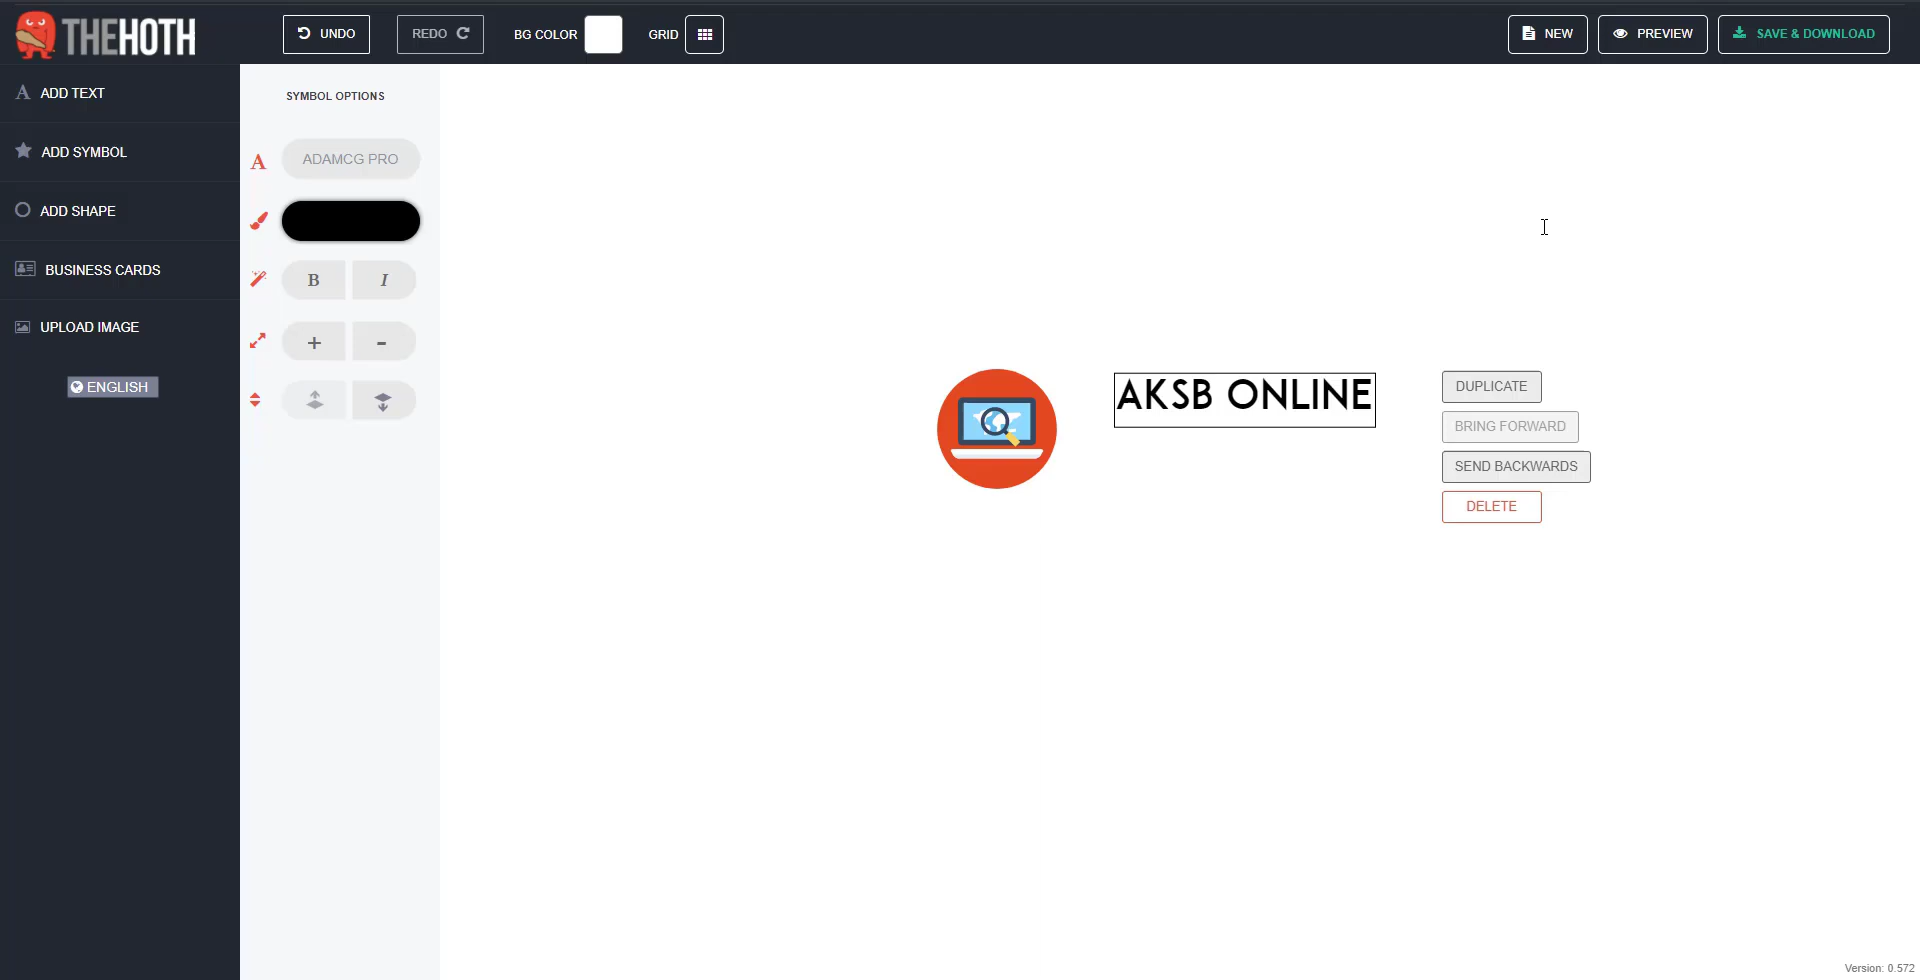 THEHOTH
UNDO
REDO
BG COLOR
GRID
NEW
PREVIEW
SAVE & DOWNLOAD
ADD TEXT
ADD SYMBOL
ADD SHAPE
BUSINESS CARDS
UPLOAD IMAGE
ENGLISH
SYMBOL OPTIONS
A
ADAMCG PRO
B I
+ -
AKSB ONLINE
DUPLICATE
BRING FORWARD
SEND BACKWARDS
DELETE
Version: 0.572